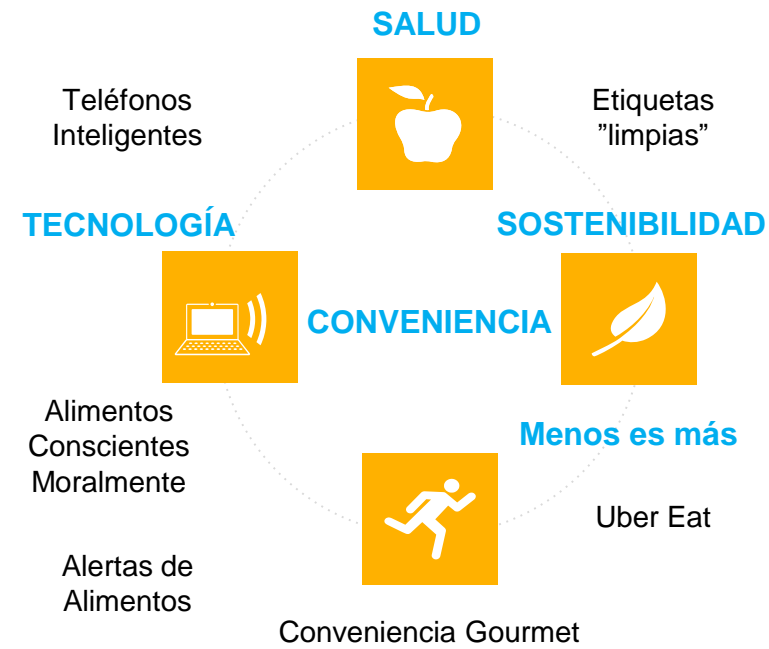 SALUD
Teléfonos
Inteligentes
Etiquetas
”limpias”
TECNOLOGÍA
SOSTENIBILIDAD
CONVENIENCIA
Alimentos
Conscientes
Moralmente
Menos es más
Uber Eat
Alertas de
Alimentos
Conveniencia Gourmet